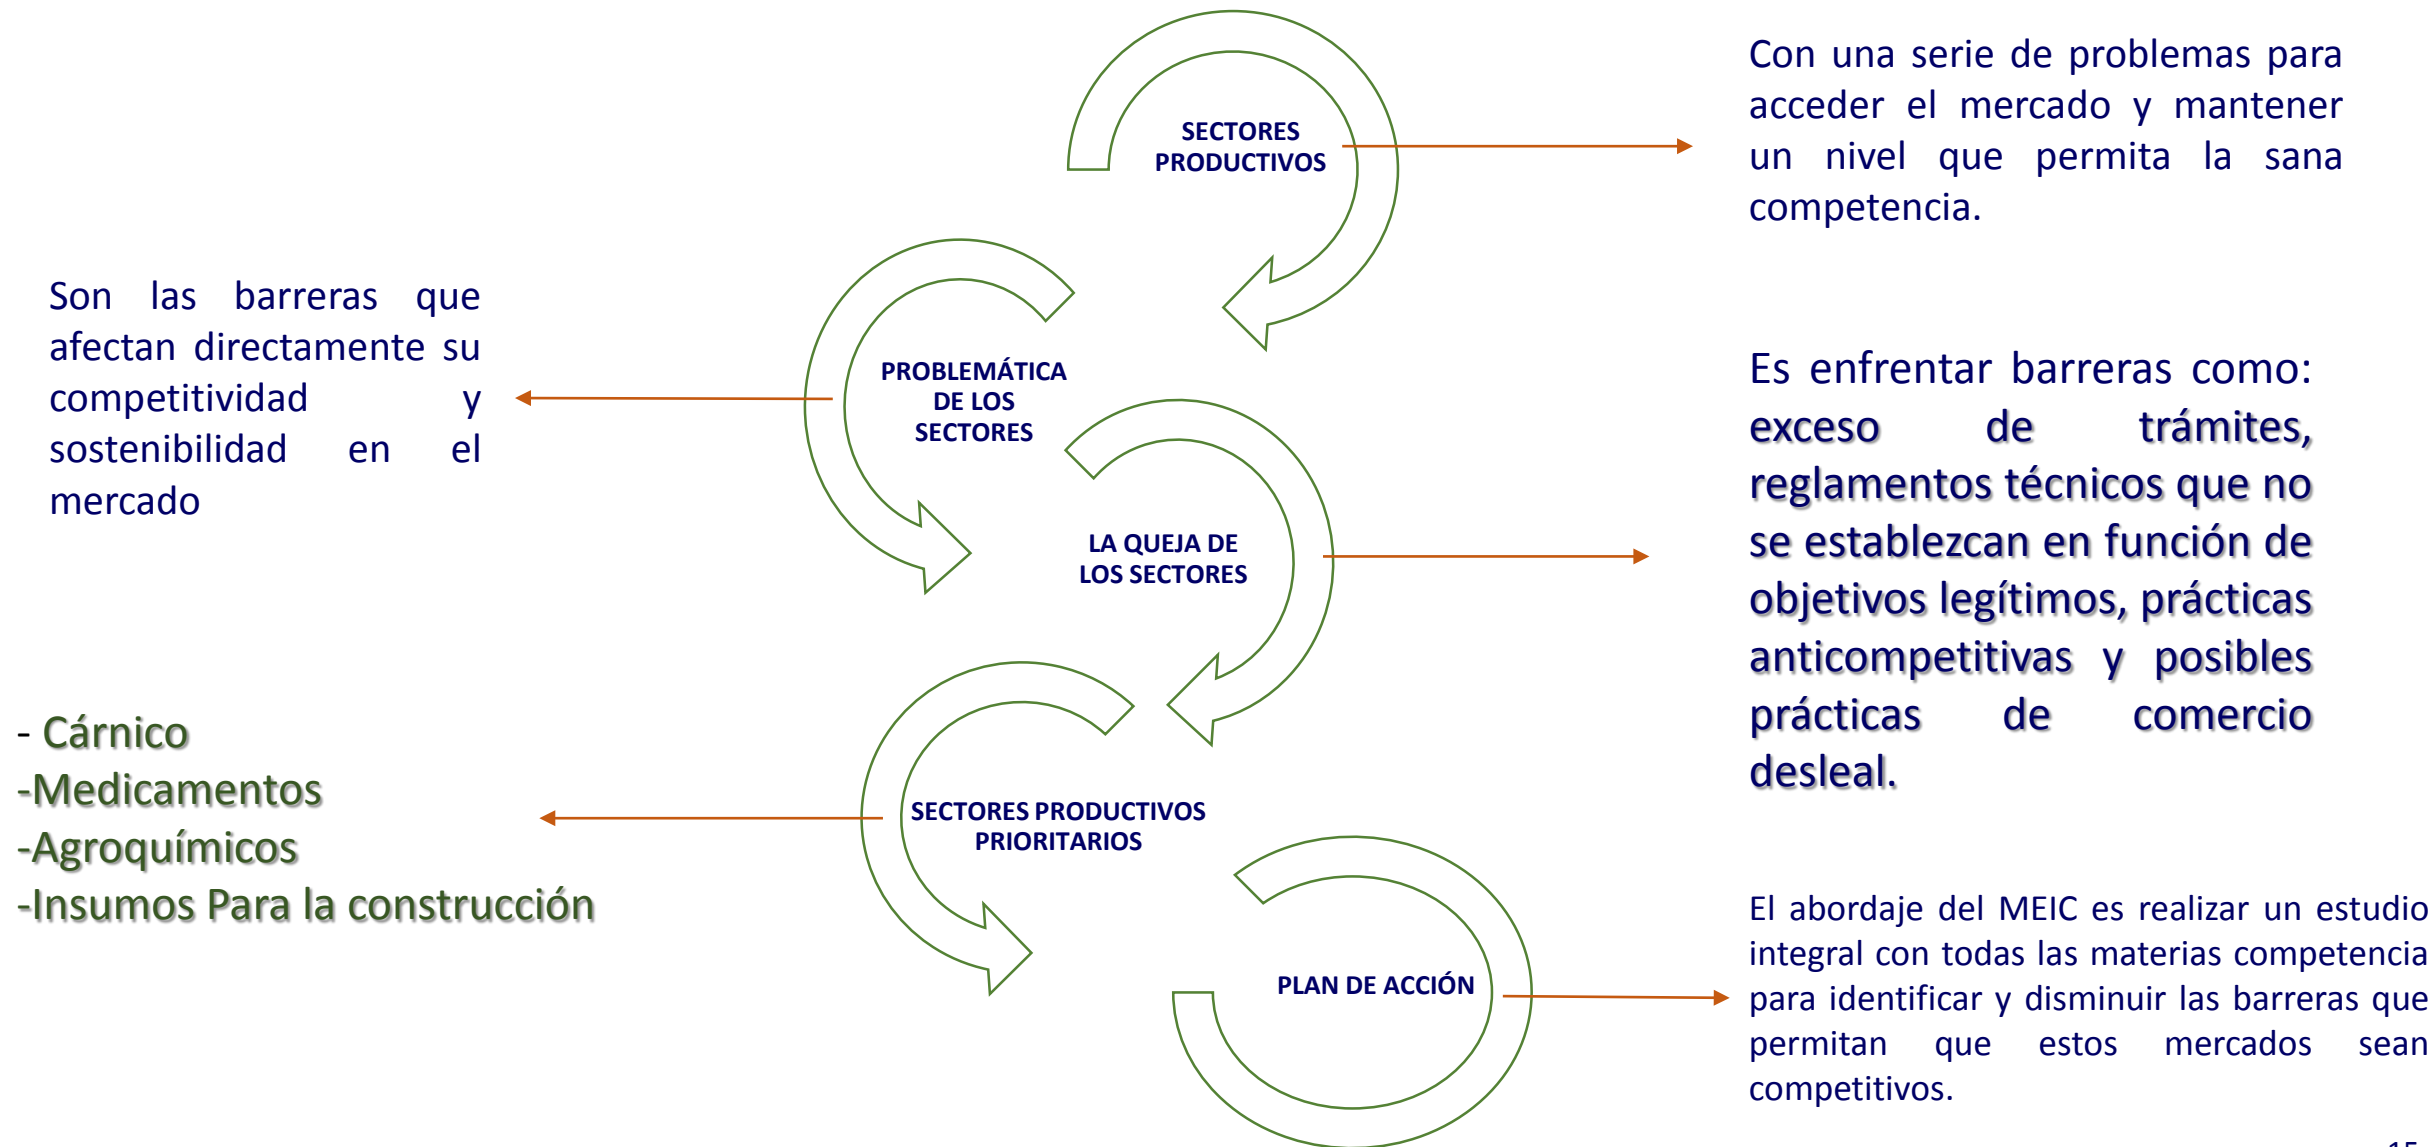 SECTORES
PRODUCTIVOS
Con una serie de problemas para
acceder el mercado y mantener
un nivel que permita la sana
competencia.
PROBLEMÁTICA
DE LOS
SECTORES
Son las barreras que
afectan directamente su
competitividad y
sostenibilidad en el
mercado
LA QUEJA DE
LOS SECTORES
Es enfrentar barreras como:
exceso de trámites,
reglamentos técnicos que no
se establezcan en función de
objetivos legítimos, prácticas
anticompetitivas y posibles
prácticas de comercio
desleal.
SECTORES PRODUCTIVOS
PRIORITARIOS
- Cárnico
-Medicamentos
-Agroquímicos
-Insumos Para la construcción
PLAN DE ACCIÓN
El abordaje del MEIC es realizar un estudio
integral con todas las materias competencia
para identificar y disminuir las barreras que
permitan que estos mercados sean
competitivos.
15